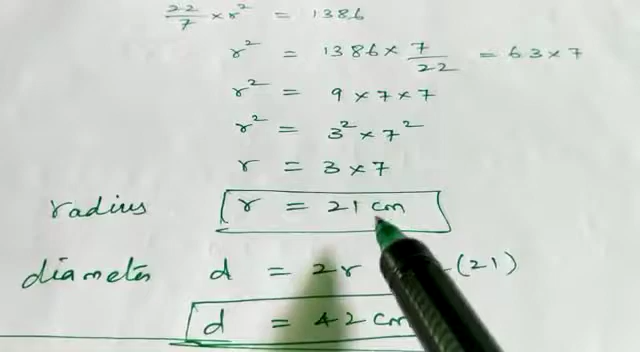 22/7 × r² = 1386
r² = 1386 × 7/22 = 63 × 7
r² = 9 × 7 × 7
r² = 3² × 7²
r = 3 × 7
radius r = 21 cm
diameter d = 2r (21)
d = 42 cm